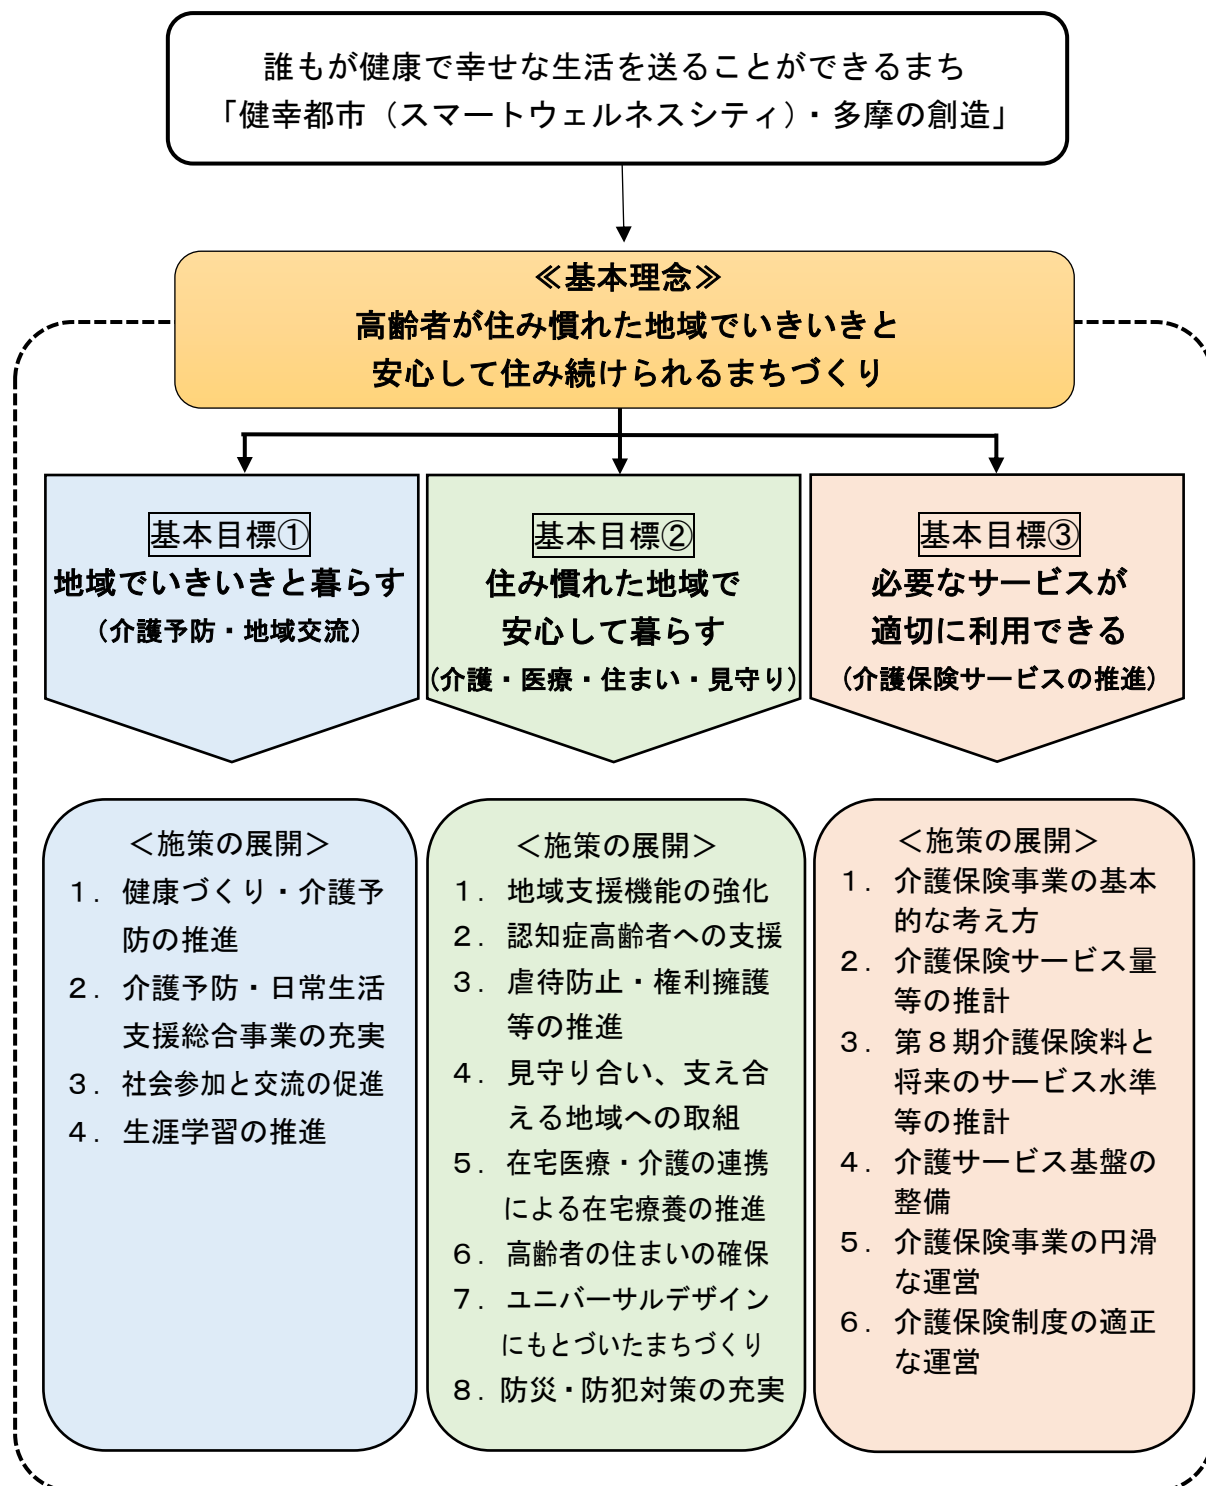 誰もが健康で幸せな生活を送ることができるまち
「健幸都市（スマートウェルネスシティ）・多摩の創造」
≪基本理念≫
高齢者が住み慣れた地域でいきいきと
安心して住み続けられるまちづくり
基本目標①
地域でいきいきと暮らす
（介護予防・地域交流）
基本目標②
住み慣れた地域で
安心して暮らす
（介護・医療・住まい・見守り）
基本目標③
必要なサービスが
適切に利用できる
（介護保険サービスの推進）
＜施策の展開＞
１．健康づくり・介護予
防の推進
２．介護予防・日常生活
支援総合事業の充実
３．社会参加と交流の促進
４．生涯学習の推進
＜施策の展開＞
１．地域支援機能の強化
２．認知症高齢者への支援
３．虐待防止・権利擁護
等の推進
４．見守り合い、支え合
える地域への取組
５．在宅医療・介護の連携
による在宅療養の推進
６．高齢者の住まいの確保
７．ユニバーサルデザイン
にもとづいたまちづくり
８．防災・防犯対策の充実
＜施策の展開＞
１．介護保険事業の基本
的な考え方
２．介護保険サービス量
等の推計
３．第８期介護保険料と
将来のサービス水準
等の推計
４．介護サービス基盤の
整備
５．介護保険事業の円滑
な運営
６．介護保険制度の適正
な運営